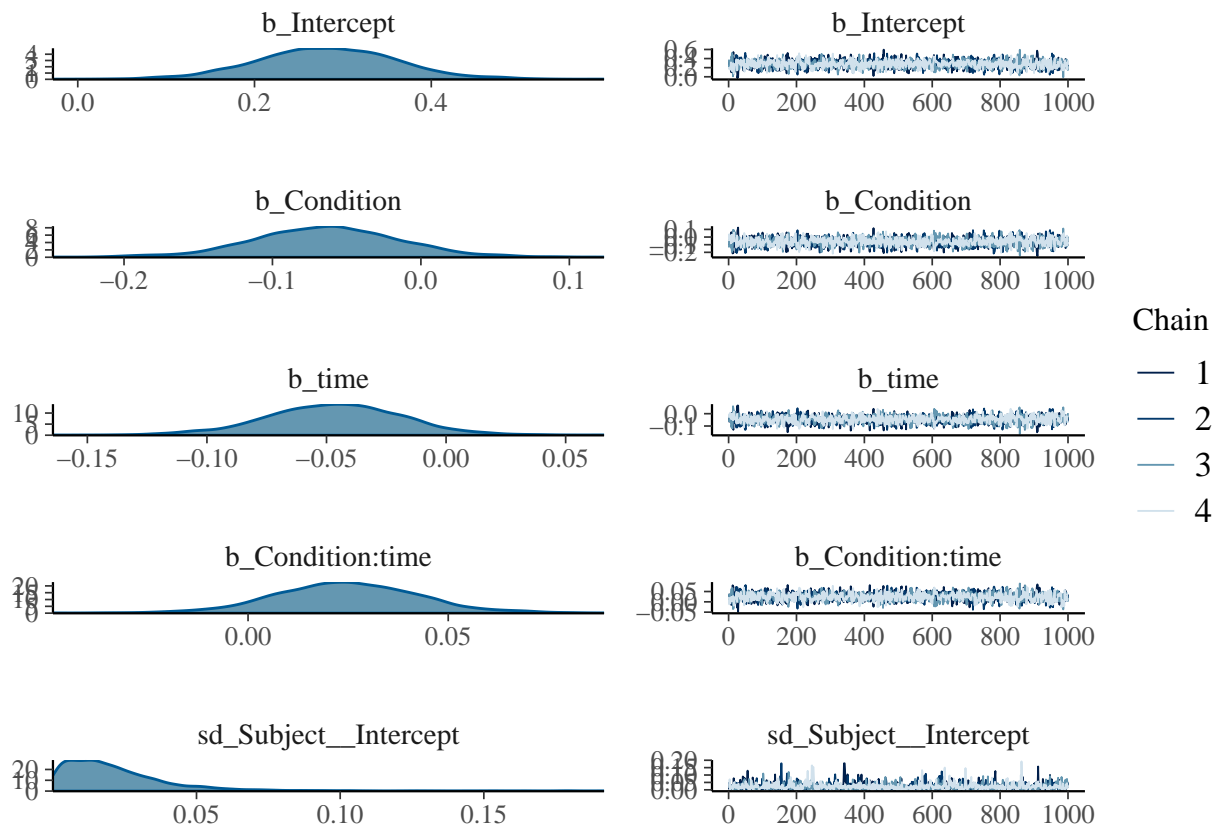 b_Intercept
0.0 0.2 0.4
b_Intercept
0 200 400 600 800 1000
b_Condition
−0.2 −0.1 0.0 0.1
b_Condition
0 200 400 600 800 1000
Chain
1
2
3
4
b_time
−0.15 −0.10 −0.05 0.00 0.05
b_time
0.0
−0.1
0 200 400 600 800 1000
b_Condition:time
0.00 0.05
b_Condition:time
0.05
0.00
−0.05
0 200 400 600 800 1000
sd_Subject__Intercept
0.05 0.10 0.15
sd_Subject__Intercept
0 200 400 600 800 1000